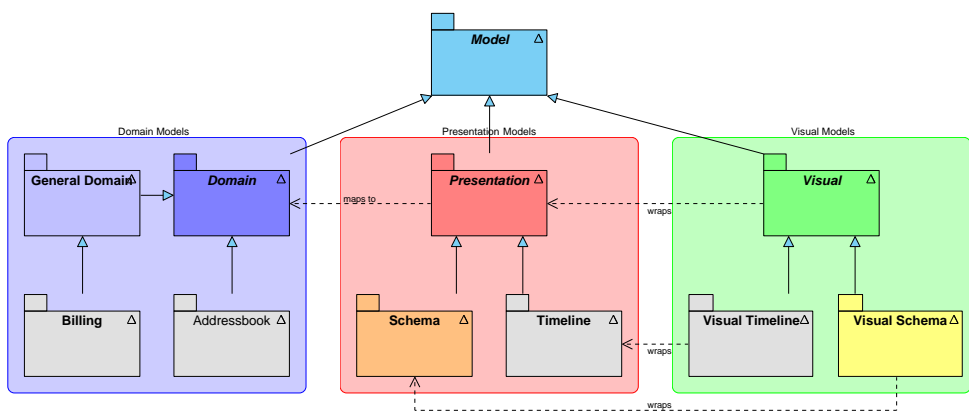 Model
Domain Models
Presentation Models
Visual Models
General Domain
Domain
Presentation
Visual
maps to
wraps
Billing
Addressbook
Schema
Timeline
Visual Timeline
Visual Schema
wraps
wraps